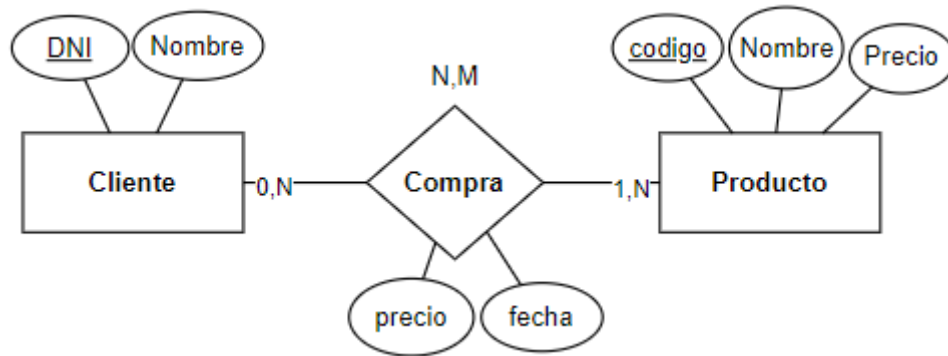 DNI
Nombre
codigo
Nombre
Precio
N,M
Cliente
0,N
Compra
1,N
Producto
precio
fecha